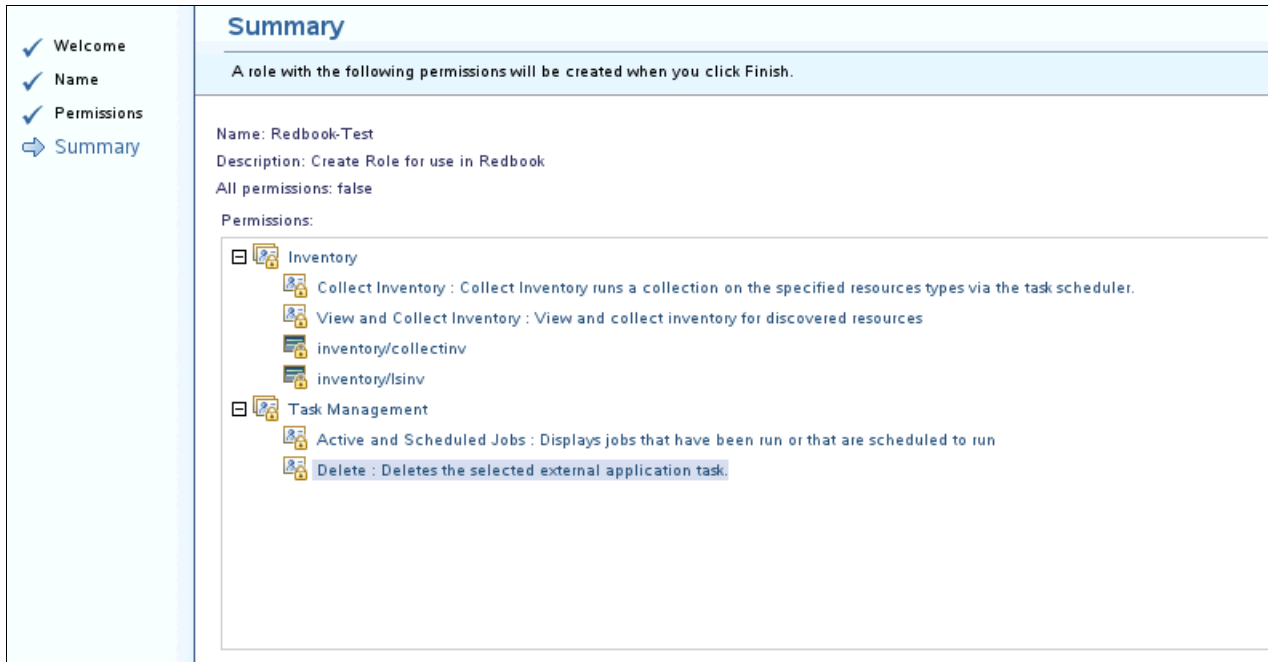 Welcome
Name
Permissions
Summary
Summary
A role with the following permissions will be created when you click Finish.
Name: Redbook-Test
Description: Create Role for use in Redbook
All permissions: false
Permissions:
Inventory
Collect Inventory : Collect Inventory runs a collection on the specified resources types via the task scheduler.
View and Collect Inventory : View and collect inventory for discovered resources
inventory/collectinv
inventory/lsinv
Task Management
Active and Scheduled Jobs : Displays jobs that have been run or that are scheduled to run
Delete : Deletes the selected external application task.